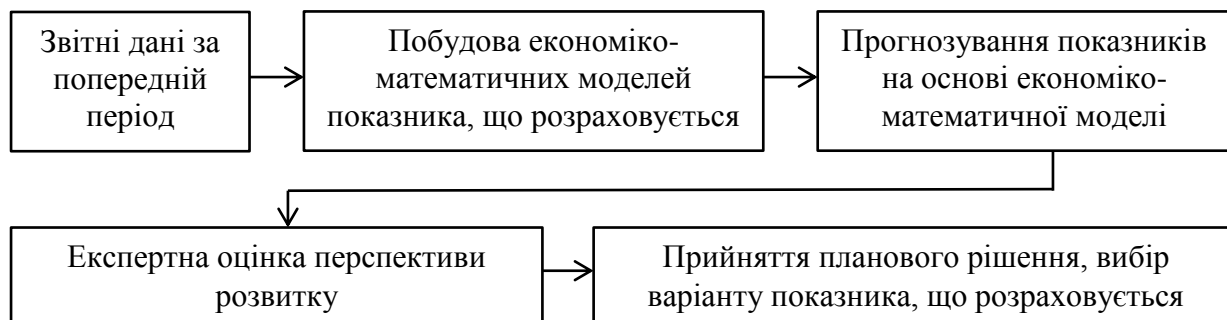 Звітні дані за
попередній
період
Побудова економіко-
математичних моделей
показника, що розраховується
Прогнозування показників
на основі економіко-
математичної моделі
Експертна оцінка перспективи
розвитку
Прийняття планового рішення, вибір
варіанту показника, що розраховується